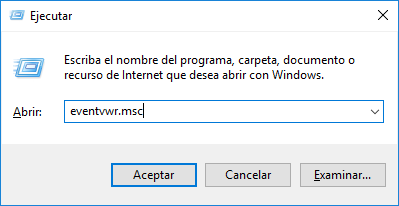 Ejecutar
Escriba el nombre del programa, carpeta, documento o
recurso de Internet que desea abrir con Windows.
Abrir: eventvwr.msc
Aceptar Cancelar Examinar...